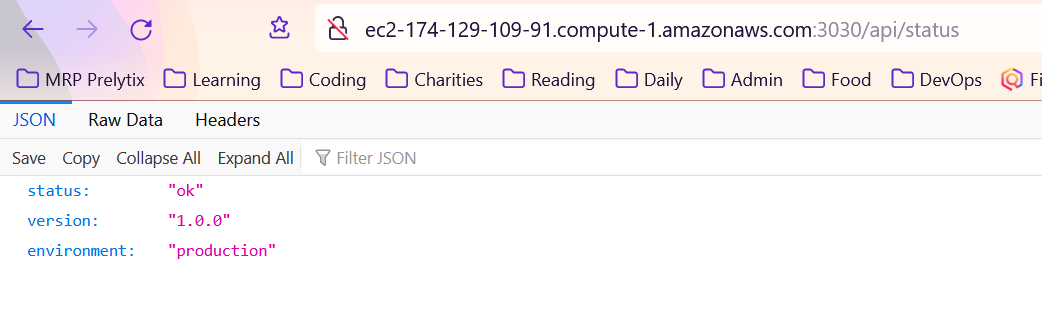 ec2-174-129-109-91.compute-1.amazonaws.com:3030/api/status
MRP Prelytix Learning Coding Charities Reading Daily Admin Food DevOps Fi
JSON Raw Data Headers
Save Copy Collapse All Expand All Filter JSON
status: "ok"
version: "1.0.0"
environment: "production"